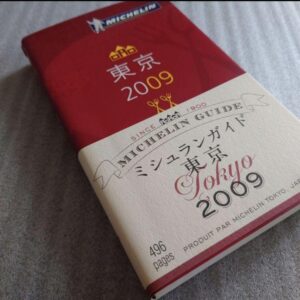 MICHELIN
東京
2009
SINCE 1900
MICHELIN GUIDE
ミシュランガイド
東京
Tokyo
2009
496
pages
PRODUIT PAR MICHELIN TOKYO